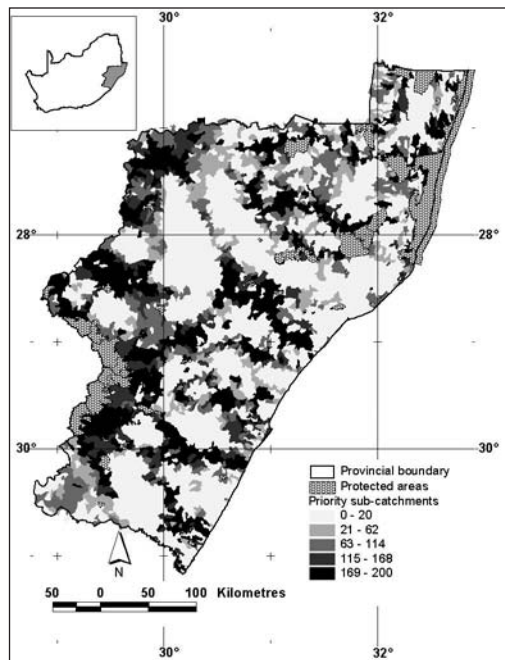 30° 32°
28° 28°
30° 30°
Provincial boundary
Protected areas
Priority sub-catchments
0 - 20
21 - 62
63 - 114
115 - 168
169 - 200
N
50 0 50 100 Kilometres
30° 32°